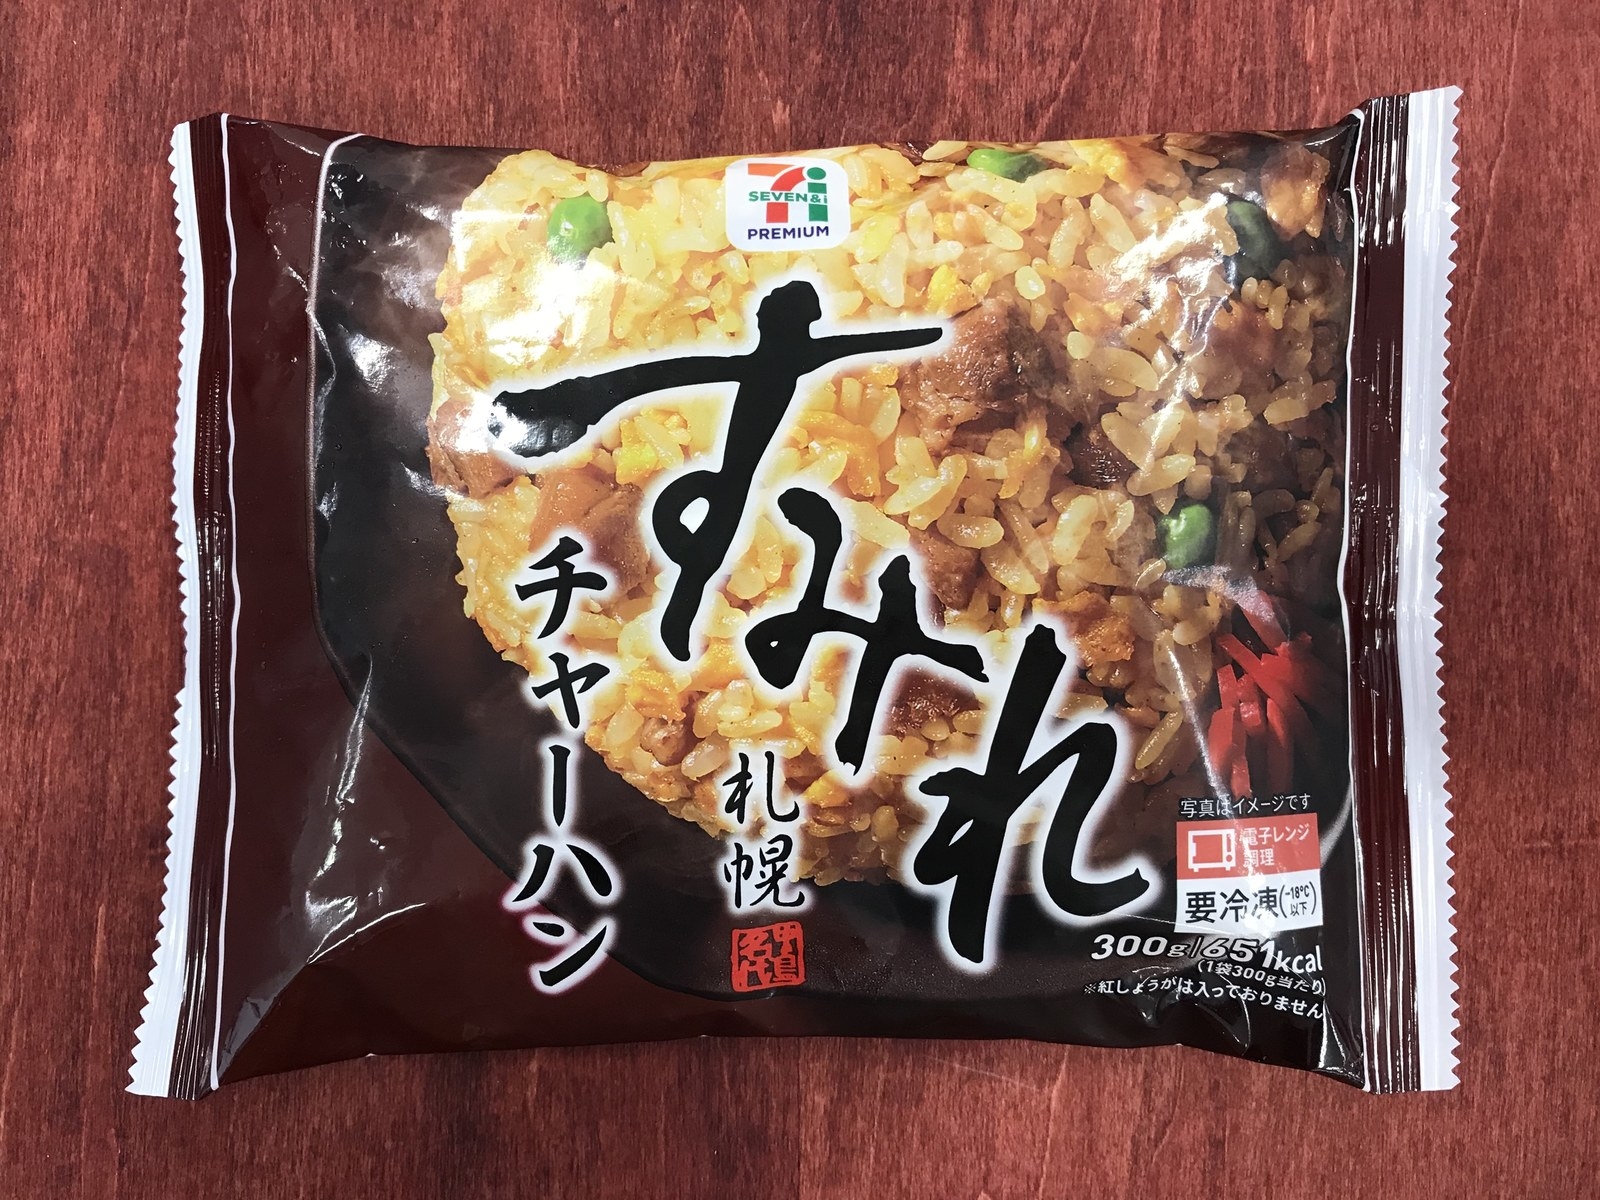 SEVEN&i
PREMIUM
すみれ
札幌
チャーハン
写真はイメージです
電子レンジ
調理
要冷凍(-18℃以下)
300g/651kcal
(1袋300g当たり)
※紅しょうがは入っておりません